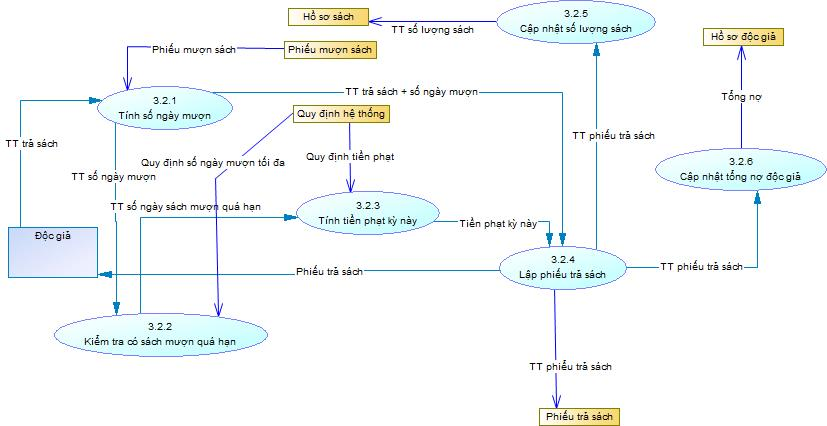 Hồ sơ sách
TT số lượng sách
3.2.5
Cập nhật số lượng sách
Hồ sơ độc giả
Phiếu mượn sách
Phiếu mượn sách
3.2.1
Tính số ngày mượn
TT trả sách + số ngày mượn
Tổng nợ
Quy định hệ thống
TT trả sách
TT phiếu trả sách
Quy định số ngày mượn tối đa
Quy định tiền phạt
3.2.6
Cập nhật tổng nợ độc giả
TT số ngày mượn
TT số ngày sách mượn quá hạn
3.2.3
Tính tiền phạt kỳ này
Tiền phạt kỳ này
Độc giả
3.2.4
Lập phiếu trả sách
Phiếu trả sách
TT phiếu trả sách
3.2.2
Kiểm tra có sách mượn quá hạn
TT phiểu trả sách
Phiếu trả sách